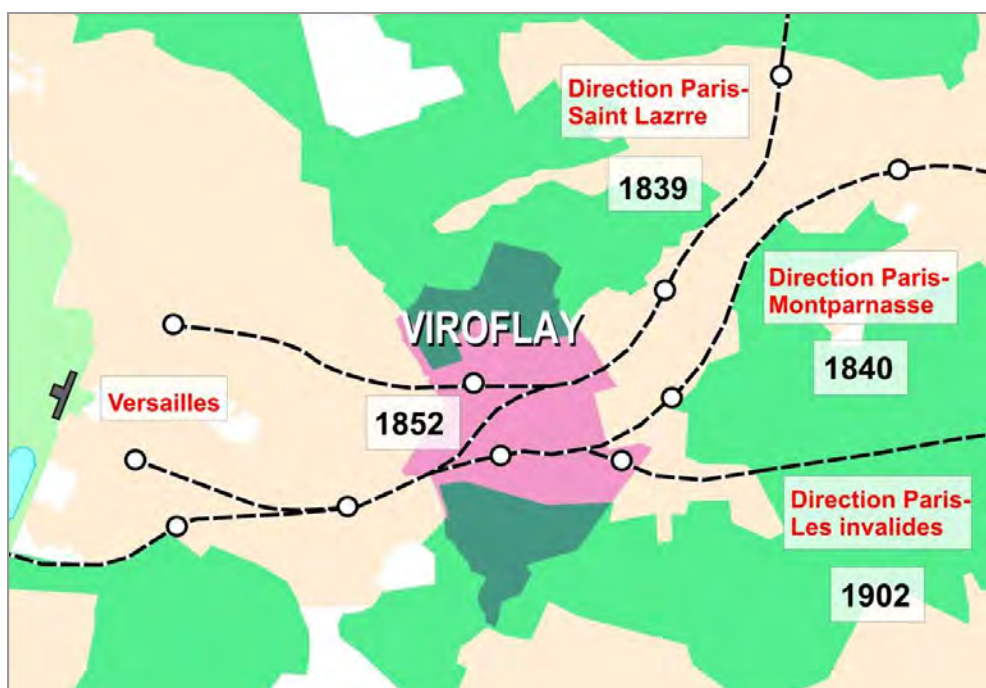 Direction Paris-
Saint Lazrre
1839
Direction Paris-
Montparnasse
1840
VIROFLAY
Versailles
1852
Direction Paris-
Les invalides
1902